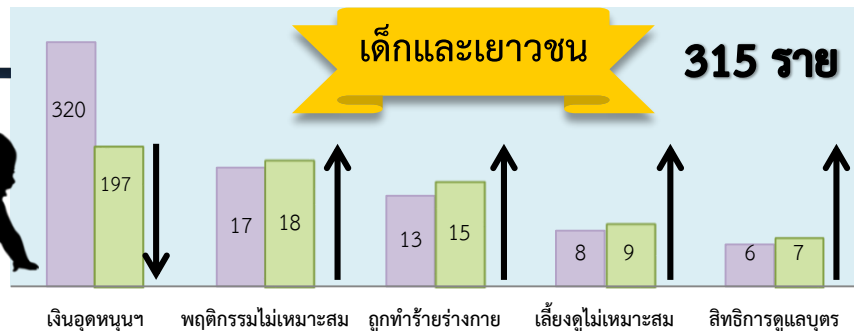 เด็กและเยาวชน
315 ราย
320
197
17
18
13
15
8
9
6
7
เงินอุดหนุนฯ
พฤติกรรมไม่เหมาะสม
ถูกทำร้ายร่างกาย
เลี้ยงดูไม่เหมาะสม
สิทธิการดูแลบุตร